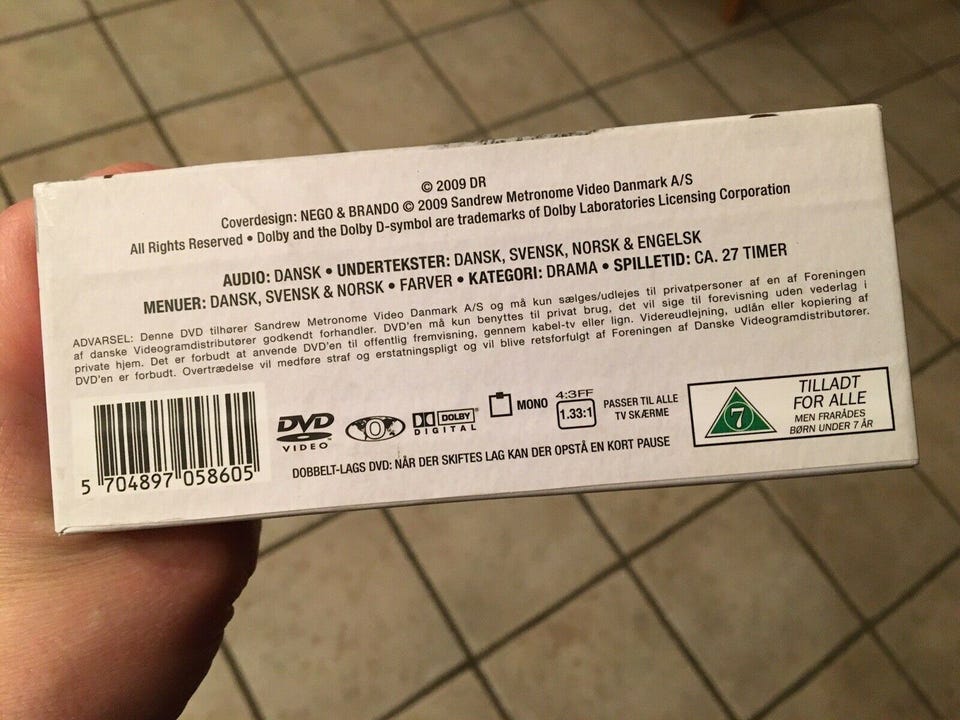 © 2009 DR
Coverdesign: NEGO & BRANDO © 2009 Sandrew Metronome Video Danmark A/S
All Rights Reserved • Dolby and the Dolby D-symbol are trademarks of Dolby Laboratories Licensing Corporation
AUDIO: DANSK • UNDERTEKSTER: DANSK, SVENSK, NORSK & ENGELSK
MENUER: DANSK, SVENSK & NORSK • FARVER • KATEGORI: DRAMA • SPILLETID: CA. 27 TIMER
ADVARSEL: Denne DVD tilhører Sandrew Metronome Video Danmark A/S og må kun sælges/udlejes til privatpersoner af en af Foreningen
af danske Videogramdistributører godkendt forhandler. DVD'en må kun benyttes til privat brug, det vil sige til forevisning uden vederlag i
private hjem. Det er forbudt at anvende DVD'en til offentlig fremvisning, gennem kabel-tv eller lign. Videreudlejning, udlån eller kopiering af
DVD'en er forbudt. Overtrædelse vil medføre straf og erstatningspligt og vil blive retsforfulgt af Foreningen af Danske Videogramdistributører.
5 704897 058605
DVD
VIDEO
DOLBY
DIGITAL
MONO
4:3FF
1.33:1
PASSER TIL ALLE
TV SKÆRME
DOBBELT-LAGS DVD: NÅR DER SKIFTES LAG KAN DER OPSTÅ EN KORT PAUSE
7
TILLADT
FOR ALLE
MEN FRARÅDES
BØRN UNDER 7 ÅR